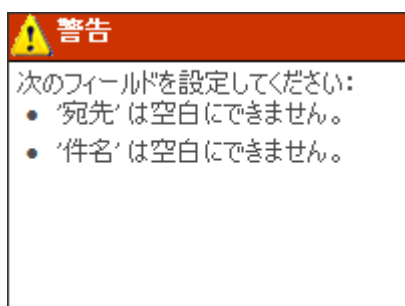 警告
次のフィールドを設定してください:
• '宛先' は空白にできません。
• '件名' は空白にできません。